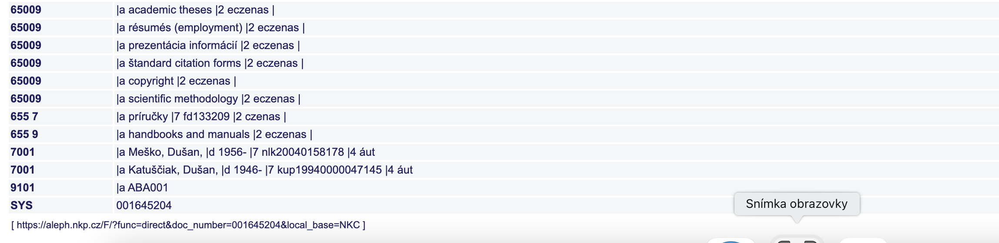 65009 |a academic theses |2 eczenas |
65009 |a résumés (employment) |2 eczenas |
65009 |a prezentácia informácií |2 eczenas |
65009 |a štandard citation forms |2 eczenas |
65009 |a copyright |2 eczenas |
65009 |a scientific methodology |2 eczenas |
655 7 |a príručky |7 fd133209 |2 czenas |
655 9 |a handbooks and manuals |2 eczenas |
7001 |a Meško, Dušan, |d 1956- |7 nlk20040158178 |4 áut
7001 |a Katuščiak, Dušan, |d 1946- |7 kup19940000047145 |4 áut
9101 |a ABA001
SYS 001645204
Snímka obrazovky
[ https://aleph.nkp.cz/F/?func=direct&doc_number=001645204&local_base=NKC ]